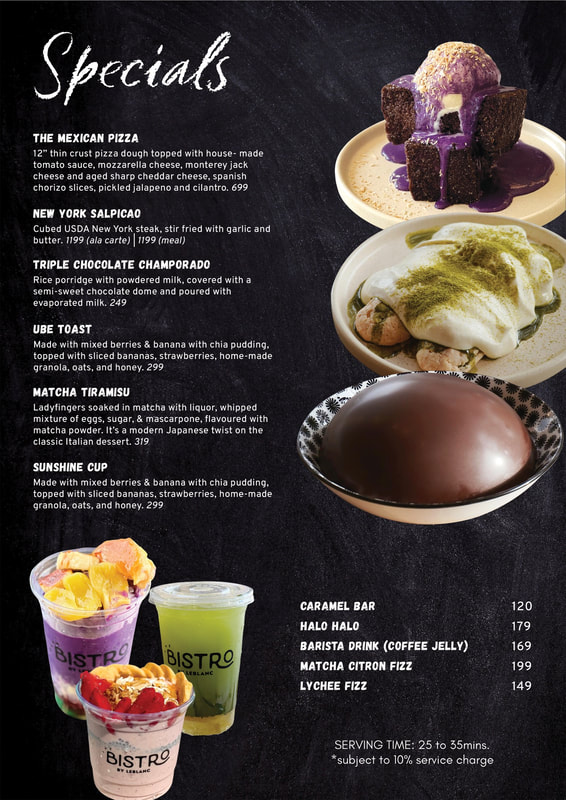 Specials
THE MEXICAN PIZZA
12” thin crust pizza dough topped with house- made
tomato sauce, mozzarella cheese, monterey jack
cheese and aged sharp cheddar cheese, spanish
chorizo slices, pickled jalapeno and cilantro. 699
NEW YORK SALPICAO
Cubed USDA New York steak, stir fried with garlic and
butter. 1199 (ala carte) | 1199 (meal)
TRIPLE CHOCOLATE CHAMPORADO
Rice porridge with powdered milk, covered with a
semi-sweet chocolate dome and poured with
evaporated milk. 249
UBE TOAST
Made with mixed berries & banana with chia pudding,
topped with sliced bananas, strawberries, home-made
granola, oats, and honey. 299
MATCHA TIRAMISU
Ladyfingers soaked in matcha with liquor, whipped
mixture of eggs, sugar, & mascarpone, flavoured with
matcha powder. It’s a modern Japanese twist on the
classic Italian dessert. 319
SUNSHINE CUP
Made with mixed berries & banana with chia pudding,
topped with sliced bananas, strawberries, home-made
granola, oats, and honey. 299
BISTRO
BISTRO
BY LEBLANC
BISTRO
BY LEBLANC
CARAMEL BAR 120
HALO HALO 179
BARISTA DRINK (COFFEE JELLY) 169
MATCHA CITRON FIZZ 199
LYCHEE FIZZ 149
SERVING TIME: 25 to 35mins.
*subject to 10% service charge